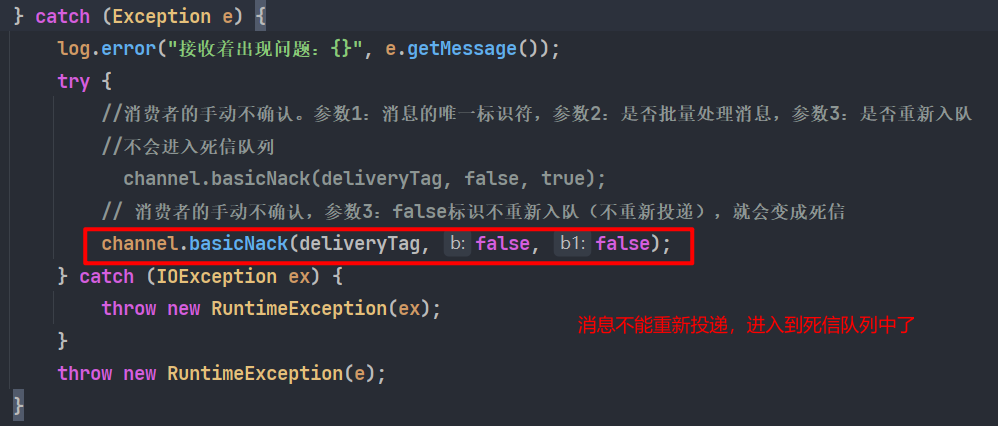 } catch (Exception e) {
log.error("接收着出现问题：{}", e.getMessage());
try {
//消费者的手动不确认。参数1：消息的唯一标识符，参数2：是否批量处理消息，参数3：是否重新入队
//不会进入死信队列
channel.basicNack(deliveryTag, false, true);
// 消费者的手动不确认，参数3：false标识不重新入队（不重新投递），就会变成死信
channel.basicNack(deliveryTag, b: false, b1: false);
} catch (IOException ex) {
throw new RuntimeException(ex);
消息不能重新投递，进入到死信队列中了
}
throw new RuntimeException(e);
}